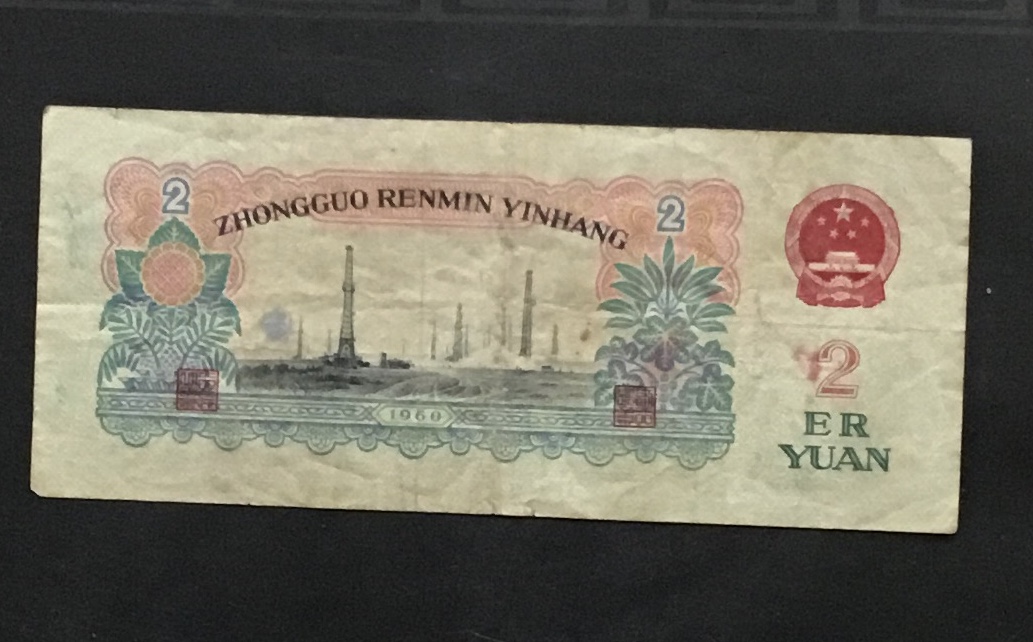 2
2
ZHONGGUO RENMIN YINHANG
1960
2
ER
YUAN